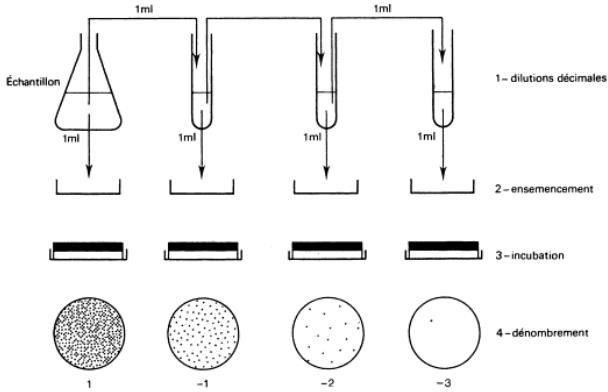 1ml
1ml
Échantillon
1– dilutions décimales
1ml
1ml
1ml
1ml
2 – ensemencement
3 – incubation
4 – dénombrement
1
–1
–2
–3